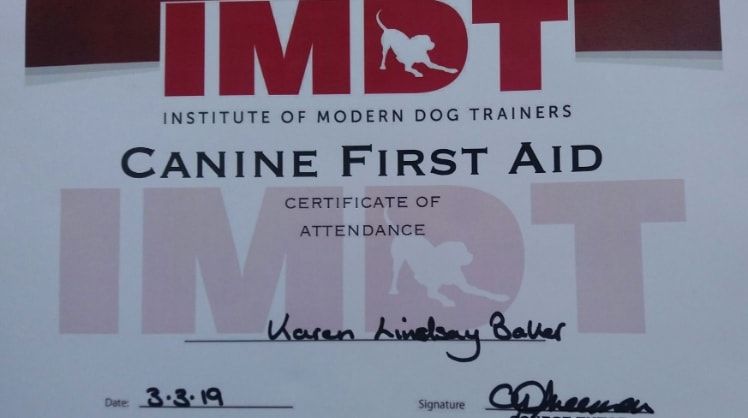 IMDT
INSTITUTE OF MODERN DOG TRAINERS
CANINE FIRST AID
CERTIFICATE OF
ATTENDANCE
IMDT
Karen Lindsay Baker
Date: 3.3.19 Signature